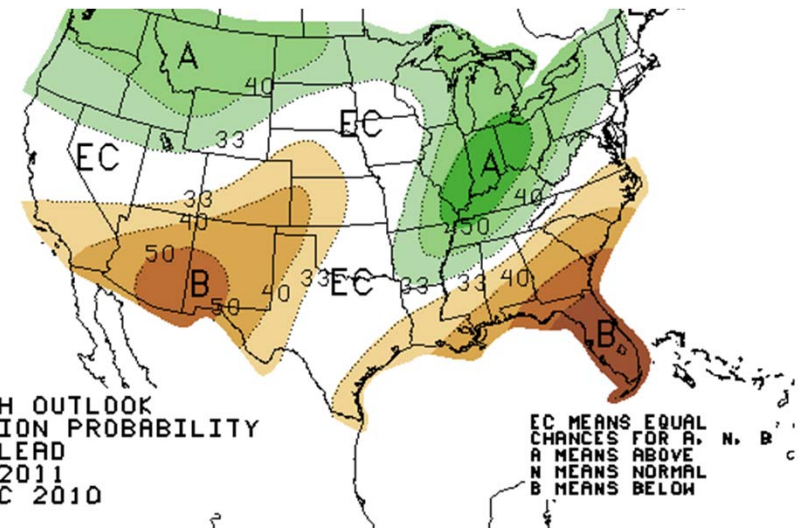 A
40
EC
33
EC
A
33
40
40
50
50
B
50
40
33
EC
33
33
40
B
H OUTLOOK
ION PROBABILITY
LEAD
2011
C 2010
EC MEANS EQUAL
CHANCES FOR A, N, B
A MEANS ABOVE
N MEANS NORMAL
B MEANS BELOW